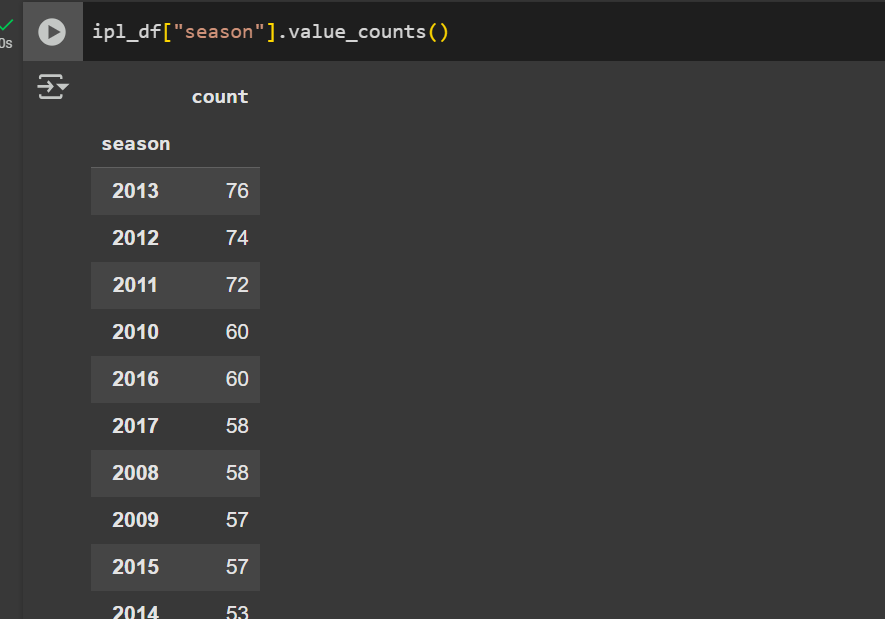 ipl_df["season"].value_counts()
0s
count
season
2013 76
2012 74
2011 72
2010 60
2016 60
2017 58
2008 58
2009 57
2015 57
2014 53